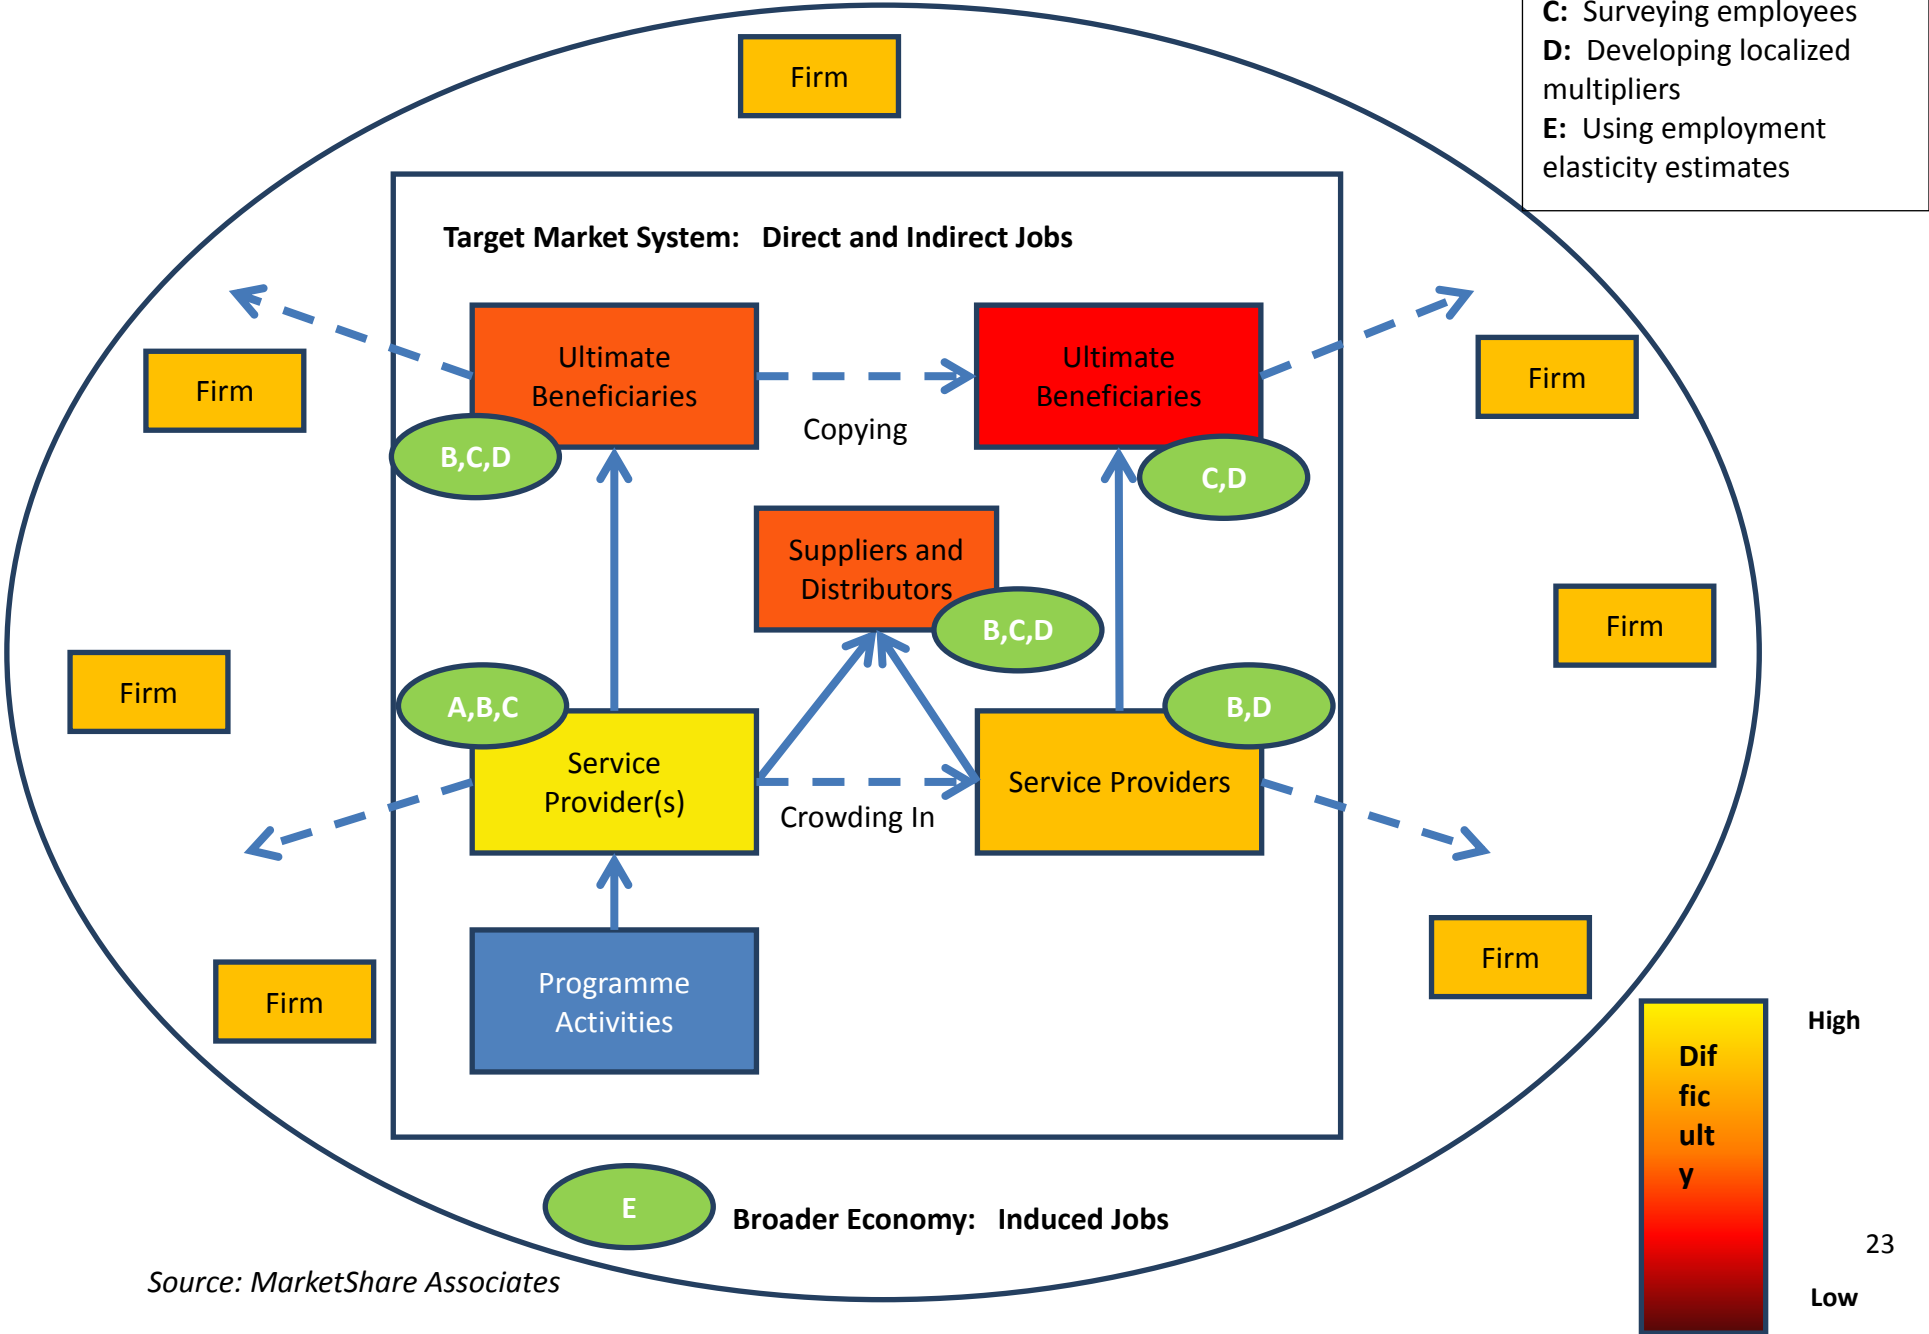 C: Surveying employees
D: Developing localized
multipliers
E: Using employment
elasticity estimates
Firm
Target Market System: Direct and Indirect Jobs
Ultimate
Beneficiaries
Ultimate
Beneficiaries
Firm
Firm
Copying
B,C,D
C,D
Suppliers and
Distributors
B,C,D
Firm
Firm
A,B,C
B,D
Service
Provider(s)
Service Providers
Crowding In
Firm
Firm
Programme
Activities
High
Dif
fic
ult
y
E
Broader Economy: Induced Jobs
23
Source: MarketShare Associates
Low